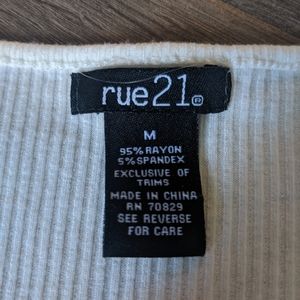 rue21®
M
95% RAYON
5% SPANDEX
EXCLUSIVE OF
TRIMS
MADE IN CHINA
RN 70829
SEE REVERSE
FOR CARE